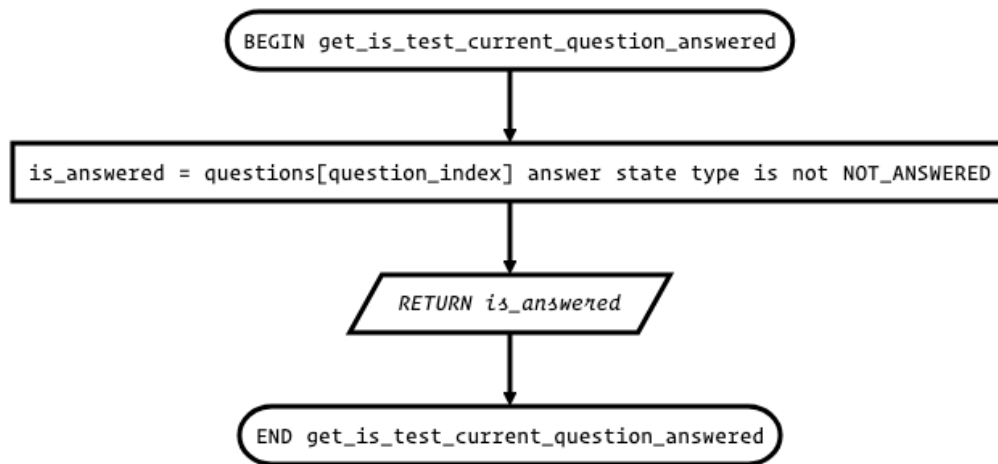 BEGIN get_is_test_current_question_answered
is_answered = questions[question_index] answer state type is not NOT_ANSWERED
RETURN is_answered
END get_is_test_current_question_answered